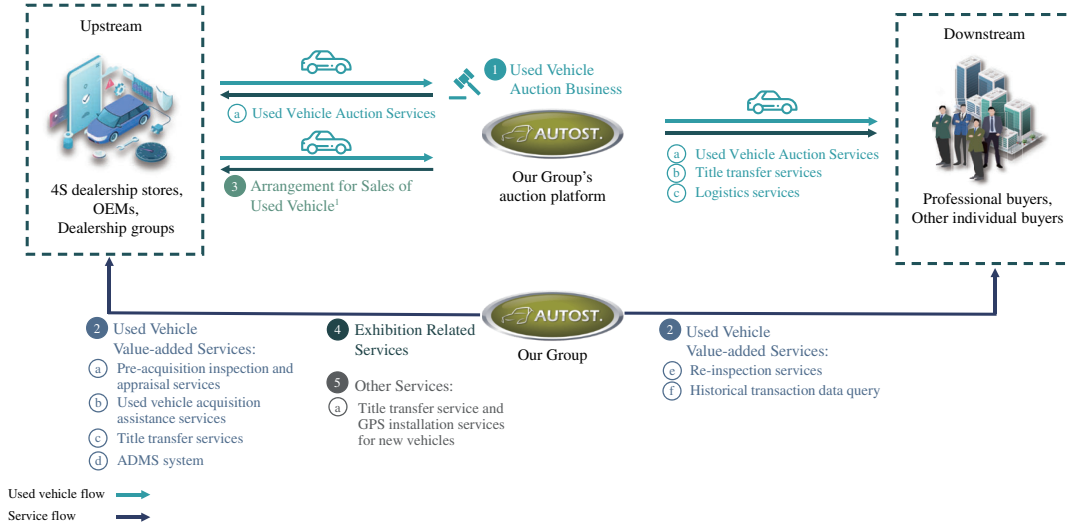 Upstream
4S dealership stores,
OEMs,
Dealership groups
a Used Vehicle Auction Services
3 Arrangement for Sales of
Used Vehicle1
1 Used Vehicle
Auction Business
AUTOST.
Our Group's
auction platform
a Used Vehicle Auction Services
b Title transfer services
c Logistics services
Downstream
Professional buyers,
Other individual buyers
2 Used Vehicle
Value-added Services:
a Pre-acquisition inspection and
appraisal services
b Used vehicle acquisition
assistance services
c Title transfer services
d ADMS system
4 Exhibition Related
Services
5 Other Services:
a Title transfer service and
GPS installation services
for new vehicles
AUTOST.
Our Group
2 Used Vehicle
Value-added Services:
e Re-inspection services
f Historical transaction data query
Used vehicle flow
Service flow